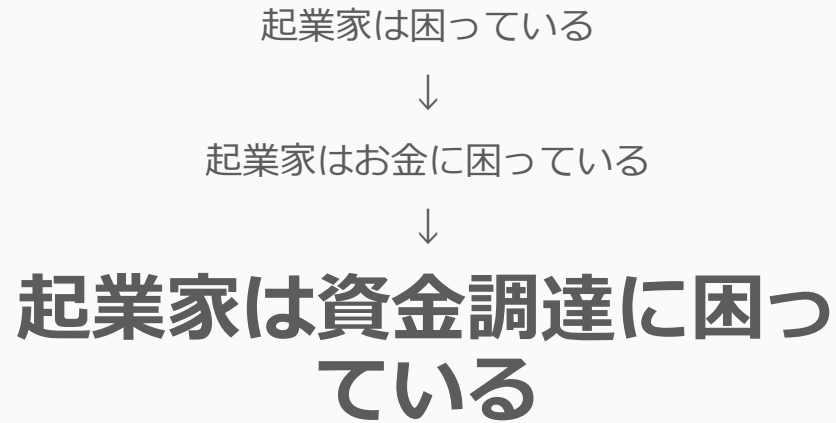 起業家は困っている
↓
起業家はお金に困っている
↓
起業家は資金調達に困っ
ている